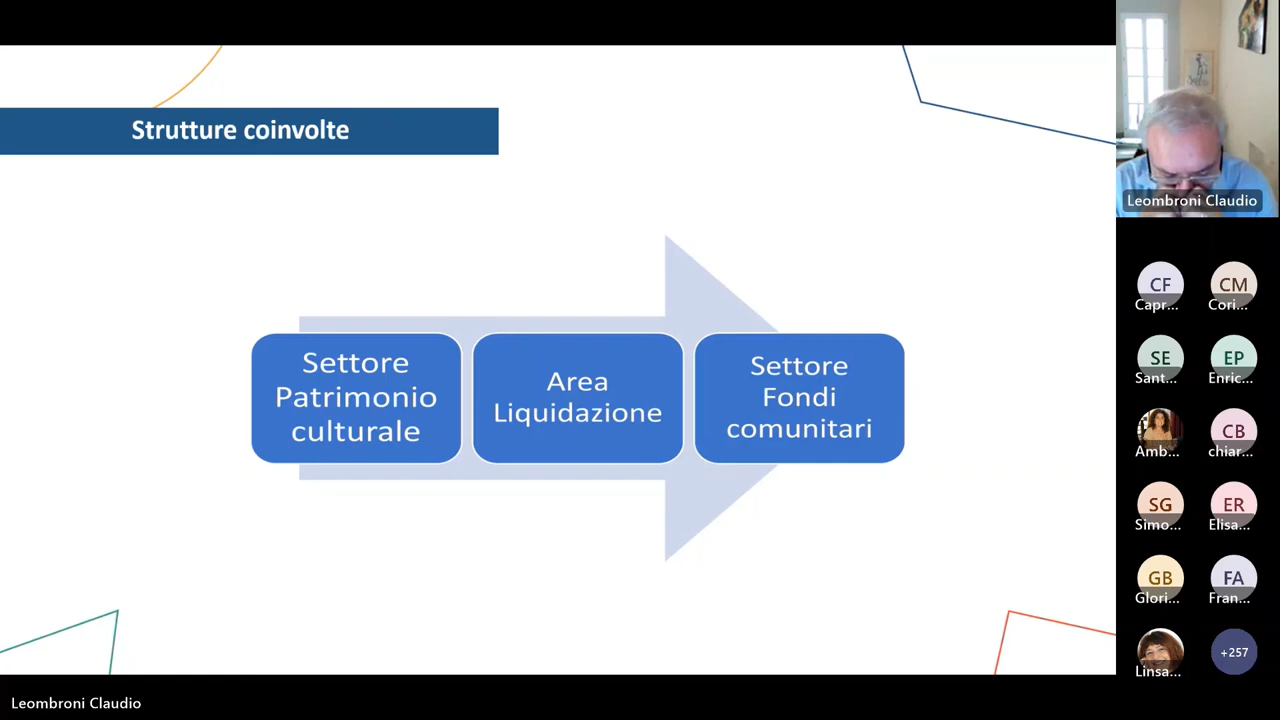 Strutture coinvolte
Settore
Patrimonio
culturale
Area
Liquidazione
Settore
Fondi
comunitari
Leombroni Claudio
CF
Capr...
CM
Cori...
SE
Sant...
EP
Enric...
Amb...
CB
chiar...
SG
Simo...
ER
Elisa...
GB
Glori...
FA
Fran...
Linsa...
+257
Leombroni Claudio